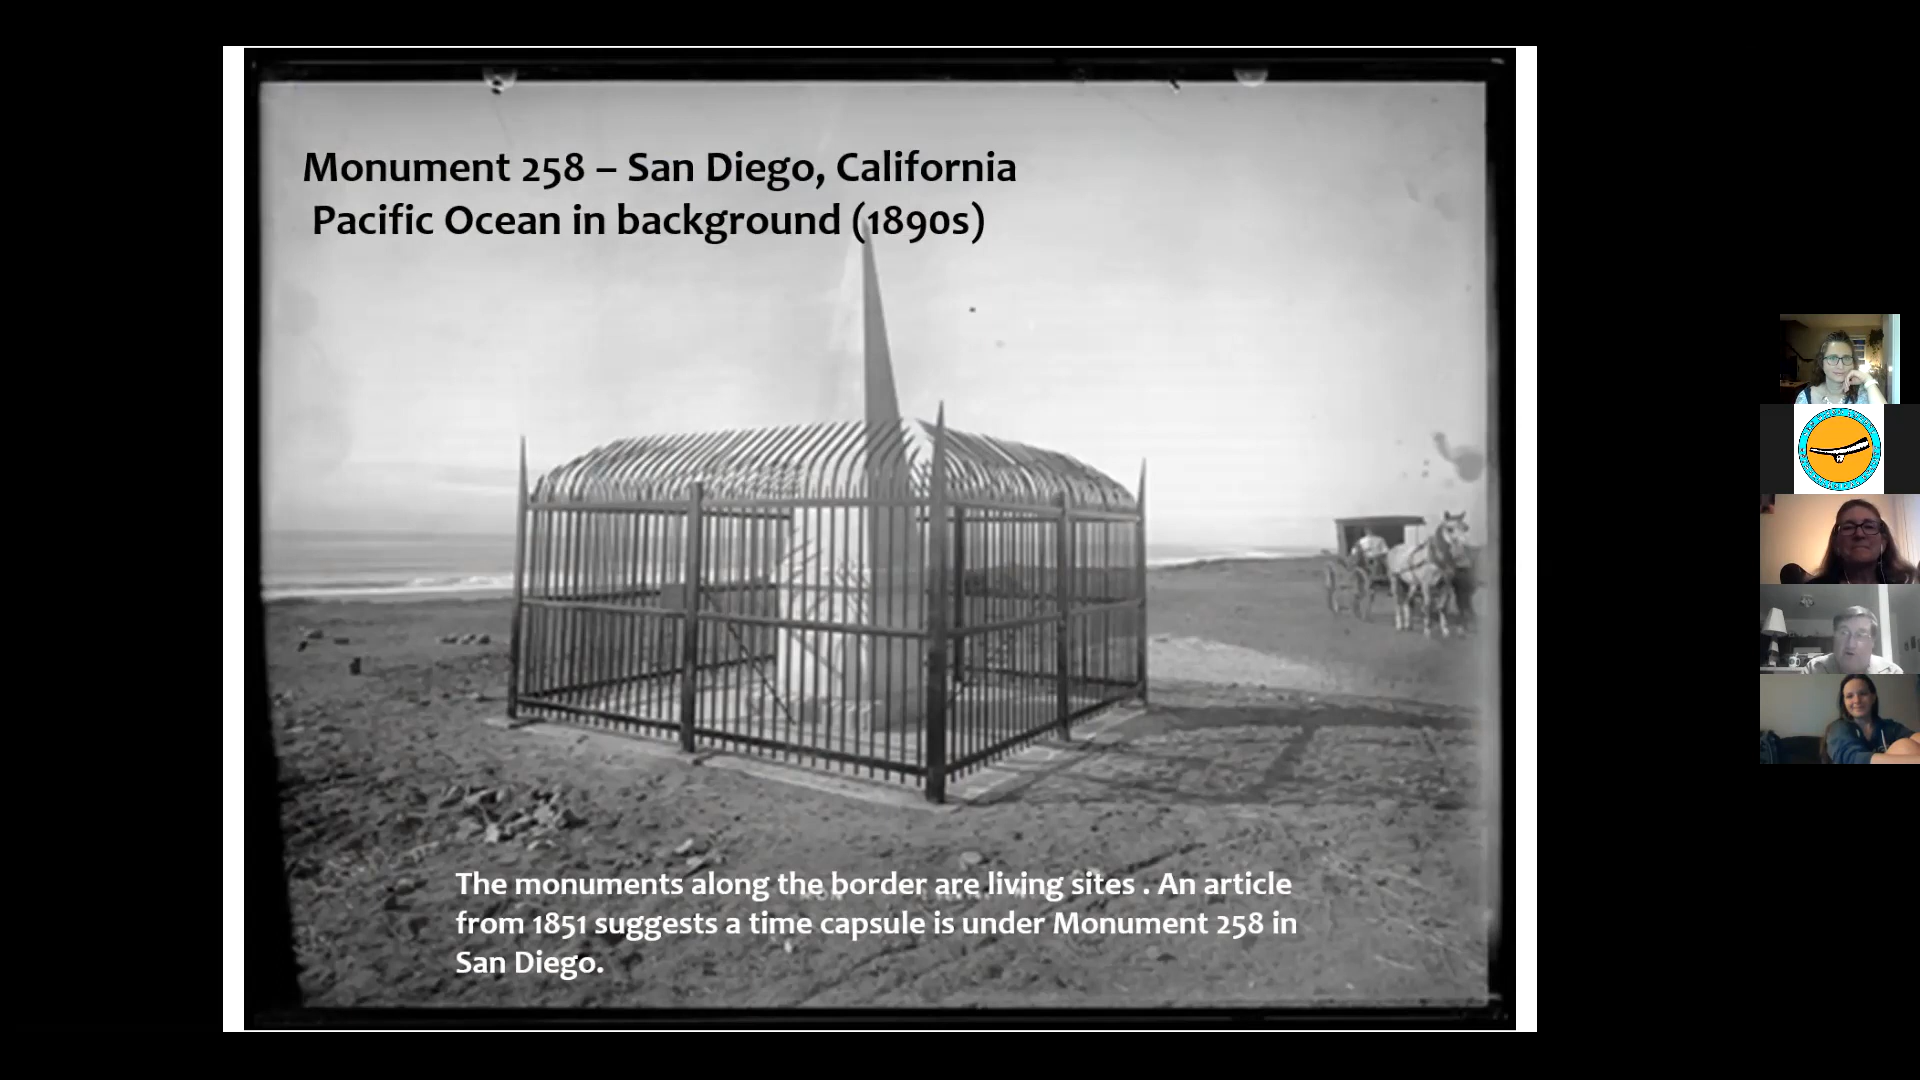 Monument 258 – San Diego, California
Pacific Ocean in background (1890s)
The monuments along the border are living sites . An article
from 1851 suggests a time capsule is under Monument 258 in
San Diego.